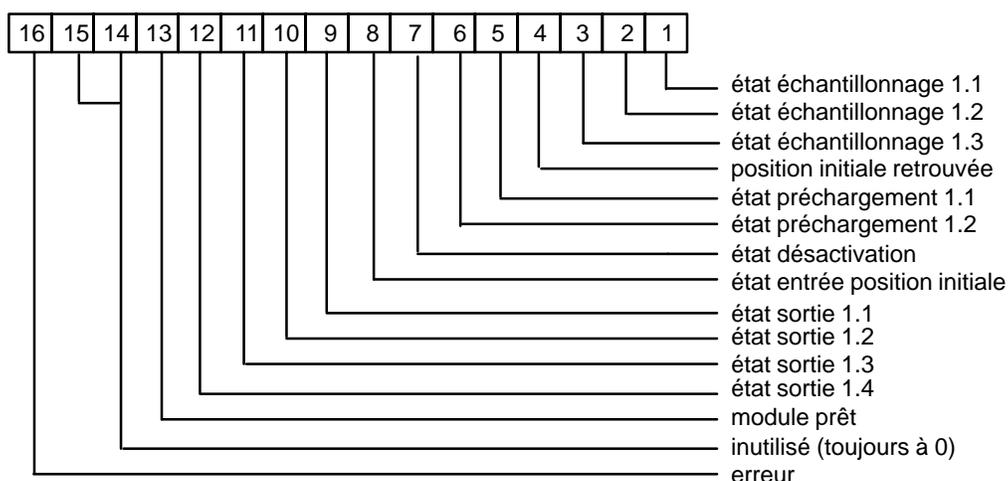 16 15 14 13 12 11 10 9 8 7 6 5 4 3 2 1
état échantillonnage 1.1
état échantillonnage 1.2
état échantillonnage 1.3
position initiale retrouvée
état préchargement 1.1
état préchargement 1.2
état désactivation
état entrée position initiale
état sortie 1.1
état sortie 1.2
état sortie 1.3
état sortie 1.4
module prêt
inutilisé (toujours à 0)
erreur